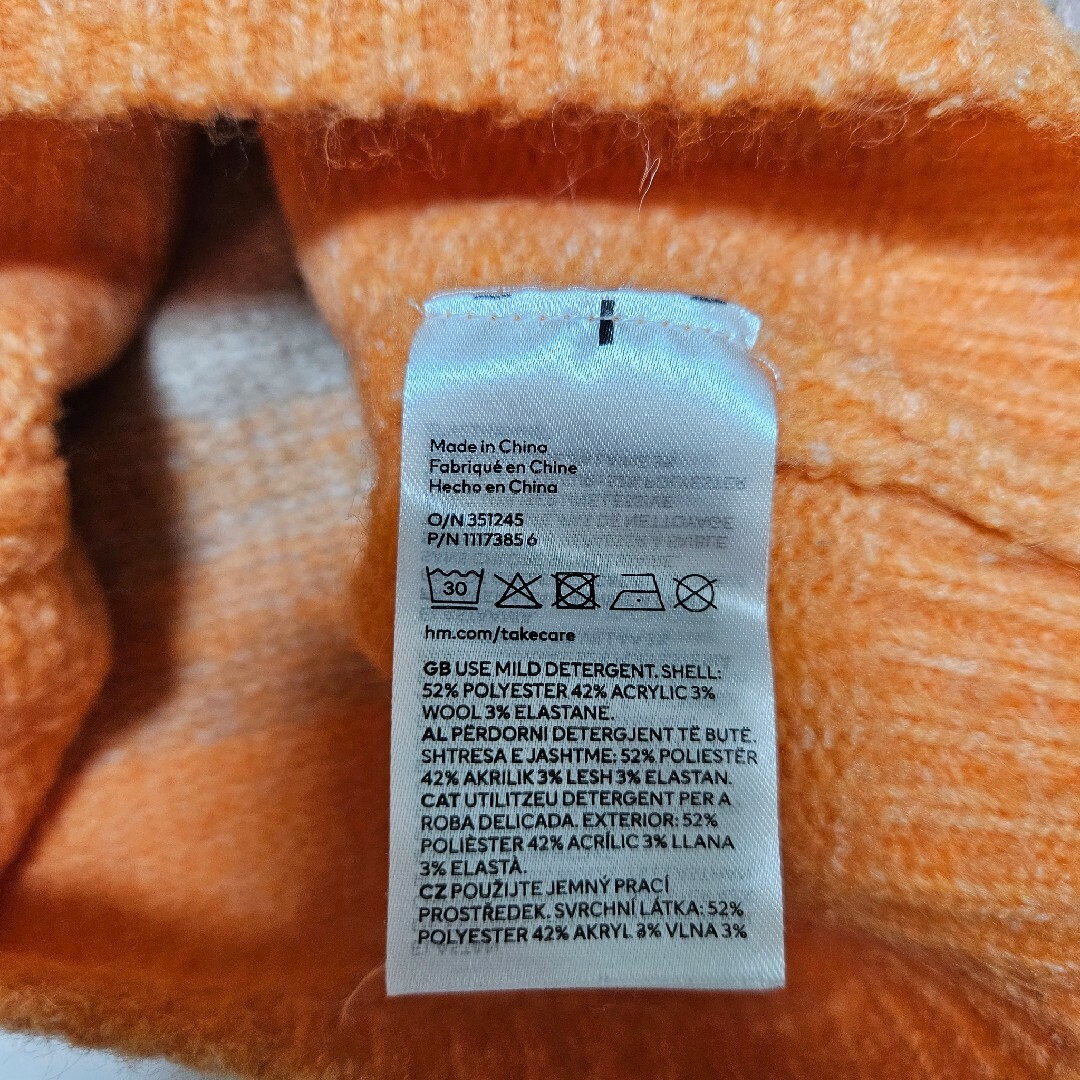 Made in China
Fabriqué en Chine
Hecho en China
O/N 351245
P/N 1117385 6
30
hm.com/takecare
GB USE MILD DETERGENT. SHELL:
52% POLYESTER 42% ACRYLIC 3%
WOOL 3% ELASTANE.
AL PËRDORNI DETERGJENT TË BUTË.
SHTRESA E JASHTME: 52% POLIESTËR
42% AKRILIK 3% LESH 3% ELASTAN.
CAT UTILITZEU DETERGENT PER A
ROBA DELICADA. EXTERIOR: 52%
POLIÈSTER 42% ACRÍLIC 3% LLANA
3% ELASTÀ.
CZ POUŽIJTE JEMNÝ PRACÍ
PROSTŘEDEK. SVRCHNÍ LÁTKA: 52%
POLYESTER 42% AKRYL 3% VLNA 3%